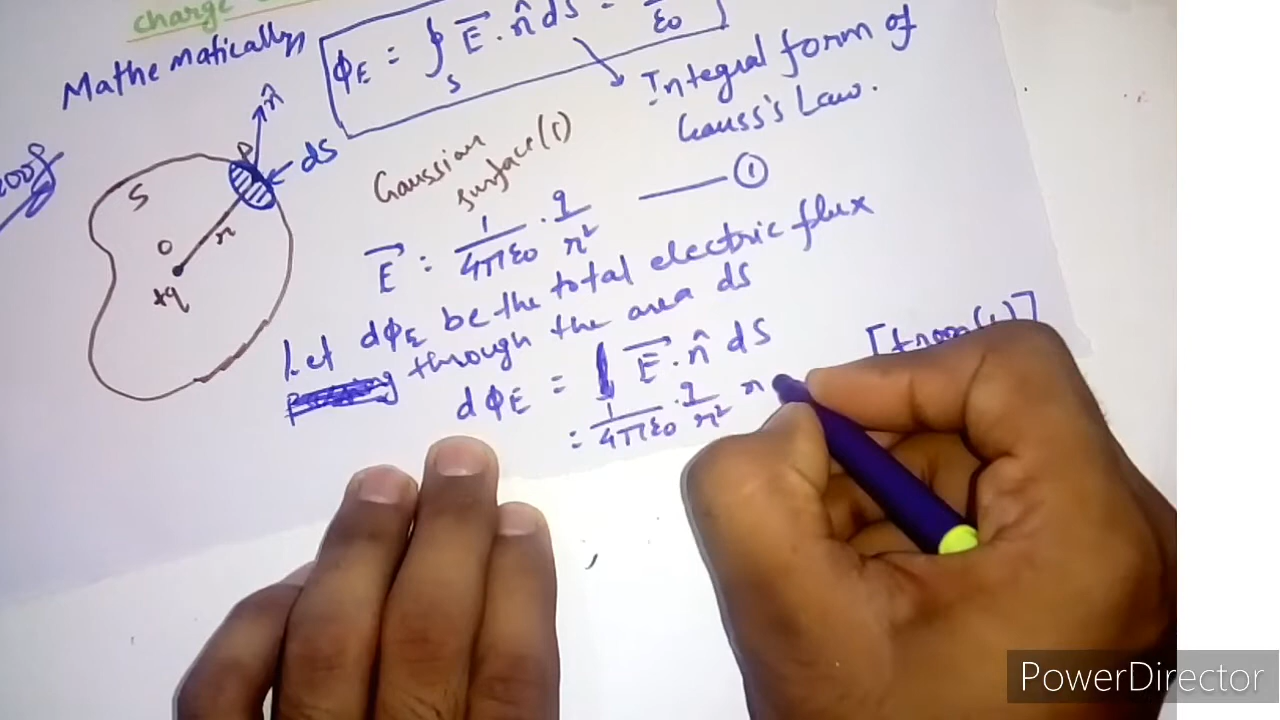 charge
Mathematically
ϕE = ∮S E⃗ . n̂ dS = /ε0
Integral form of
Gauss's Law.
n̂
P
dS
S
O
r
+q
Gaussian
surface(1)
E⃗ = 1/4πε0 . q/r² —— ①
Let dϕE be the total electric flux
through the area dS
dϕE = E⃗ . n̂ dS
[from(1)]
= 1/4πε0 . q/r² n
PowerDirector